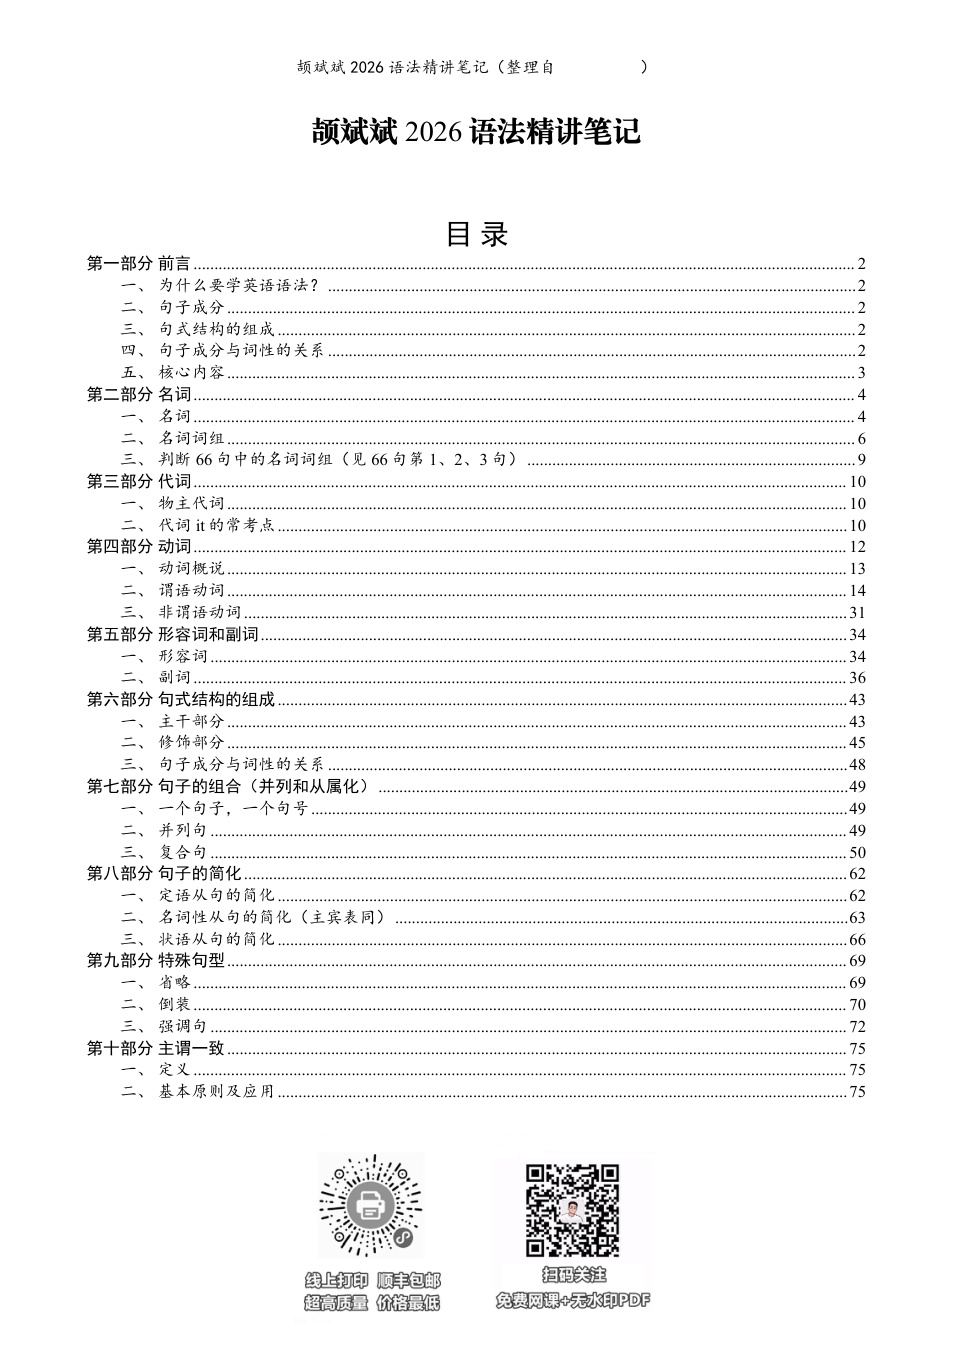 颉斌斌 2026 语法精讲笔记（整理自 ）
颉斌斌 2026 语法精讲笔记
目 录
第一部分 前言 2
一、 为什么要学英语语法？ 2
二、 句子成分 2
三、 句式结构的组成 2
四、 句子成分与词性的关系 2
五、 核心内容 3
第二部分 名词 4
一、 名词 4
二、 名词词组 6
三、 判断 66 句中的名词词组（见 66 句第 1、2、3 句） 9
第三部分 代词 10
一、 物主代词 10
二、 代词 it 的常考点 10
第四部分 动词 12
一、 动词概说 13
二、 谓语动词 14
三、 非谓语动词 31
第五部分 形容词和副词 34
一、 形容词 34
二、 副词 36
第六部分 句式结构的组成 43
一、 主干部分 43
二、 修饰部分 45
三、 句子成分与词性的关系 48
第七部分 句子的组合（并列和从属化） 49
一、 一个句子，一个句号 49
二、 并列句 49
三、 复合句 50
第八部分 句子的简化 62
一、 定语从句的简化 62
二、 名词性从句的简化（主宾表同） 63
三、 状语从句的简化 66
第九部分 特殊句型 69
一、 省略 69
二、 倒装 70
三、 强调句 72
第十部分 主谓一致 75
一、 定义 75
二、 基本原则及应用 75
线上打印 顺丰包邮
超高质量 价格最低
扫码关注
免费网课+无水印PDF